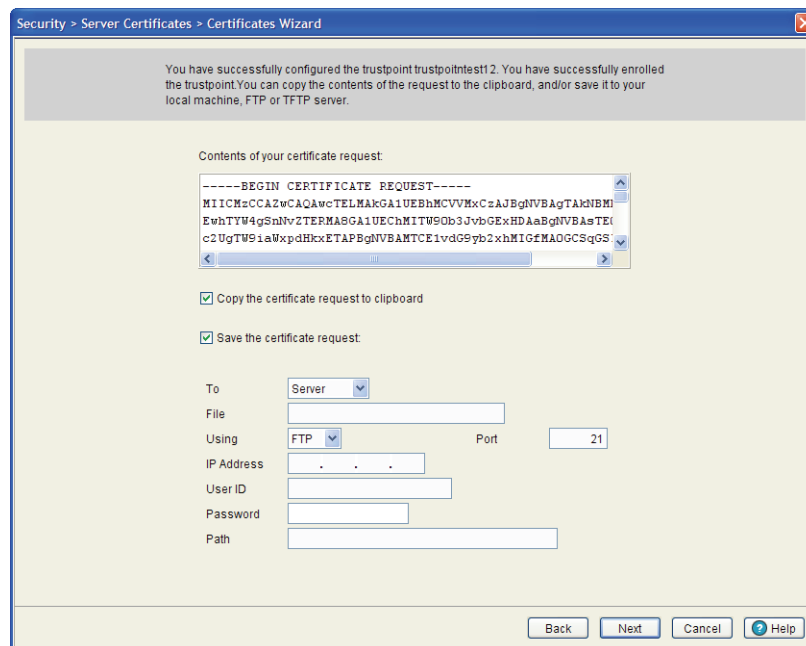 Security > Server Certificates > Certificates Wizard
You have successfully configured the trustpoint trustpoitntest12. You have successfully enrolled
the trustpoint.You can copy the contents of the request to the clipboard, and/or save it to your
local machine, FTP or TFTP server.
Contents of your certificate request:
-----BEGIN CERTIFICATE REQUEST-----
MIICMzCCAZwCAQAwcTELMAkGA1UEBhMCVVMxCzAJBgNVBAgTAkNBM
EwhTYW4gSnNvZTERMA8GA1UEChMITW9Ob3JvbGExHDAaBgNVBAsTE
c2UgTW9iaWxpdHkxETAPBgNVBAMTCE1vdG9yb2xhMIGfMA0GCSqGS
Copy the certificate request to clipboard
Save the certificate request:
To Server
File
Using FTP Port 21
IP Address . . .
User ID
Password
Path
Back Next Cancel ? Help